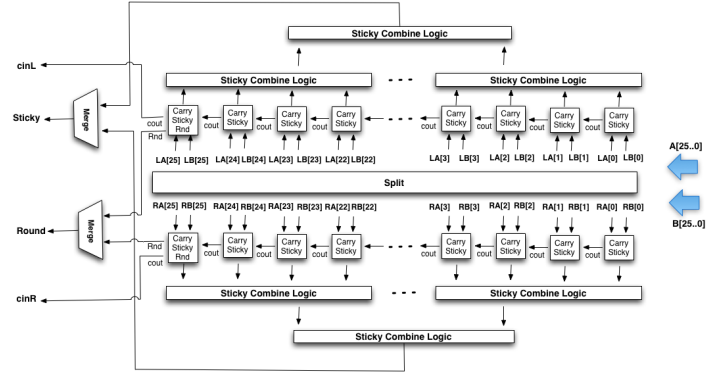 Sticky Combine Logic
cinL
Sticky Combine Logic
Sticky Combine Logic
Sticky
Merge
cout
Rnd
Carry
Sticky
Rnd
cout
Carry
Sticky
cout
Carry
Sticky
cout
Carry
Sticky
cout
Carry
Sticky
cout
Carry
Sticky
cout
Carry
Sticky
cout
Carry
Sticky
LA[25] LB[25] LA[24] LB[24] LA[23] LB[23] LA[22] LB[22] LA[3] LB[3] LA[2] LB[2] LA[1] LB[1] LA[0] LB[0]
A[25..0]
Split
B[25..0]
RA[25] RB[25] RA[24] RB[24] RA[23] RB[23] RA[22] RB[22] RA[3] RB[3] RA[2] RB[2] RA[1] RB[1] RA[0] RB[0]
Round
Merge
Rnd
cout
Carry
Sticky
Rnd
cout
Carry
Sticky
cout
Carry
Sticky
cout
Carry
Sticky
cout
Carry
Sticky
cout
Carry
Sticky
cout
Carry
Sticky
cout
Carry
Sticky
cinR
Sticky Combine Logic
Sticky Combine Logic
Sticky Combine Logic